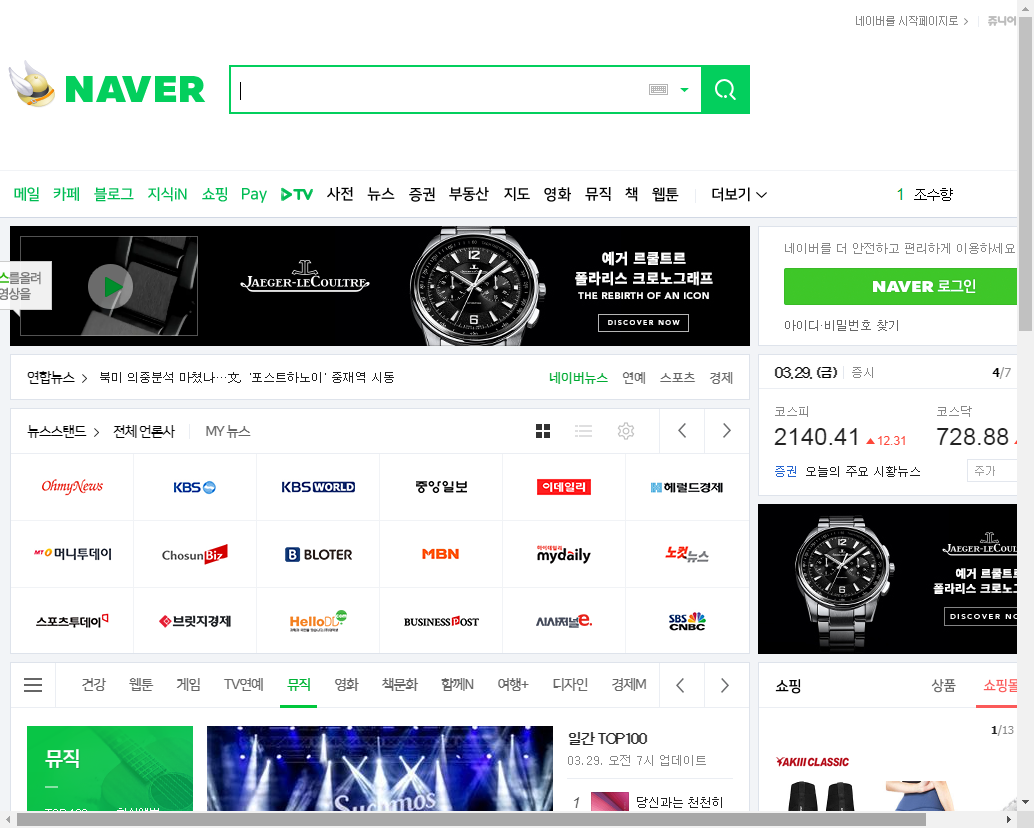 네이버를 시작페이지로
쥬니어
NAVER
메일 카페 블로그 지식iN 쇼핑 Pay TV 사전 뉴스 증권 부동산 지도 영화 뮤직 책 웹툰 더보기
1 조수향
JAEGER-LECOULTRE
예거 르쿨트르
폴라리스 크로노그래프
THE REBIRTH OF AN ICON
DISCOVER NOW
스를올려
영상을
네이버를 더 안전하고 편리하게 이용하세요
NAVER 로그인
아이디·비밀번호 찾기
연합뉴스 북미 의중분석 마쳤나…文, '포스트하노이' 중재역 시동
네이버뉴스 연예 스포츠 경제
03.29. (금) 증시 4/7
코스피 코스닥
2140.41 ▲12.31 728.88
증권 오늘의 주요 시황뉴스 주가
뉴스스탠드 전체 언론사 MY 뉴스
OhmyNews KBS KBS WORLD 중앙일보 이데일리 헤럴드경제
MT 머니투데이 ChosunBiz BLOTER MBN 마이데일리 mydaily 노컷뉴스
스포츠투데이 브릿지경제 HelloDD.com BUSINESSPOST 시사저널e. SBS CNBC
JAEGER-LECOUL
예거 르쿨트
폴라리스 크로노그
DISCOVER NO
건강 웹툰 게임 TV연예 뮤직 영화 책문화 함께N 여행+ 디자인 경제M
쇼핑 상품 쇼핑몰
1/13
AKIII CLASSIC
뮤직
Suchmos
일간 TOP100
03.29. 오전 7시 업데이트
1 당신과는 천천히